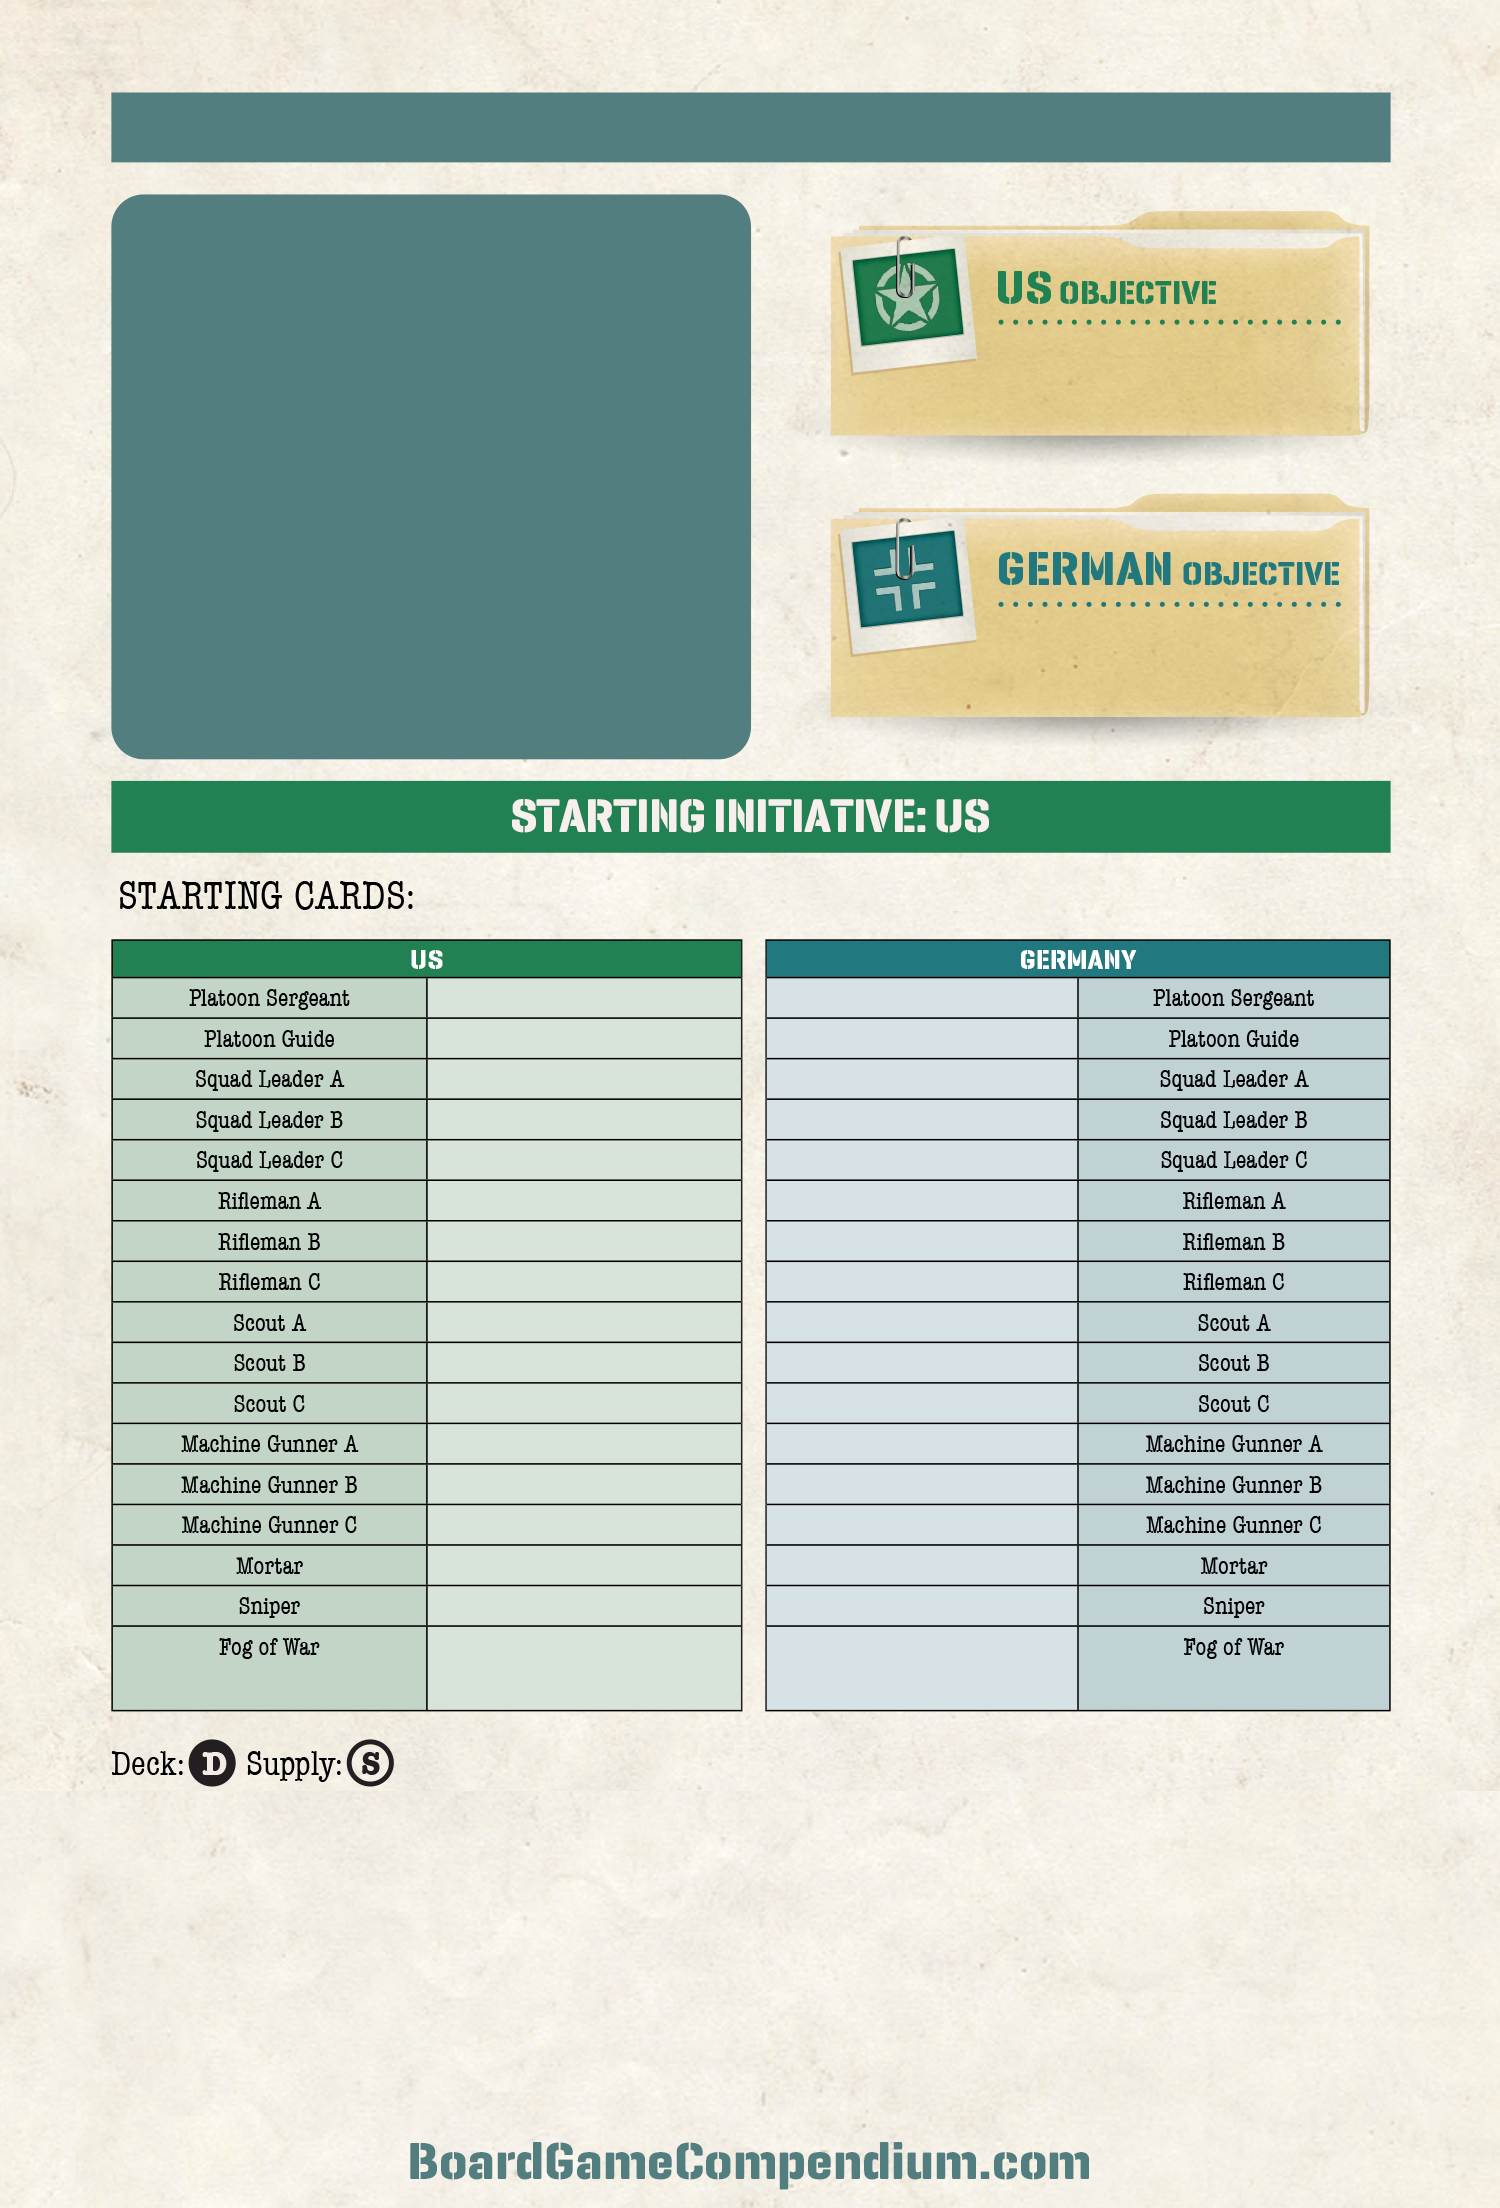 US OBJECTIVE
GERMAN OBJECTIVE
STARTING INITIATIVE: US
STARTING CARDS:
US
Platoon Sergeant
Platoon Guide
Squad Leader A
Squad Leader B
Squad Leader C
Rifleman A
Rifleman B
Rifleman C
Scout A
Scout B
Scout C
Machine Gunner A
Machine Gunner B
Machine Gunner C
Mortar
Sniper
Fog of War
GERMANY
Platoon Sergeant
Platoon Guide
Squad Leader A
Squad Leader B
Squad Leader C
Rifleman A
Rifleman B
Rifleman C
Scout A
Scout B
Scout C
Machine Gunner A
Machine Gunner B
Machine Gunner C
Mortar
Sniper
Fog of War
Deck: D Supply: S
BoardGameCompendium.com